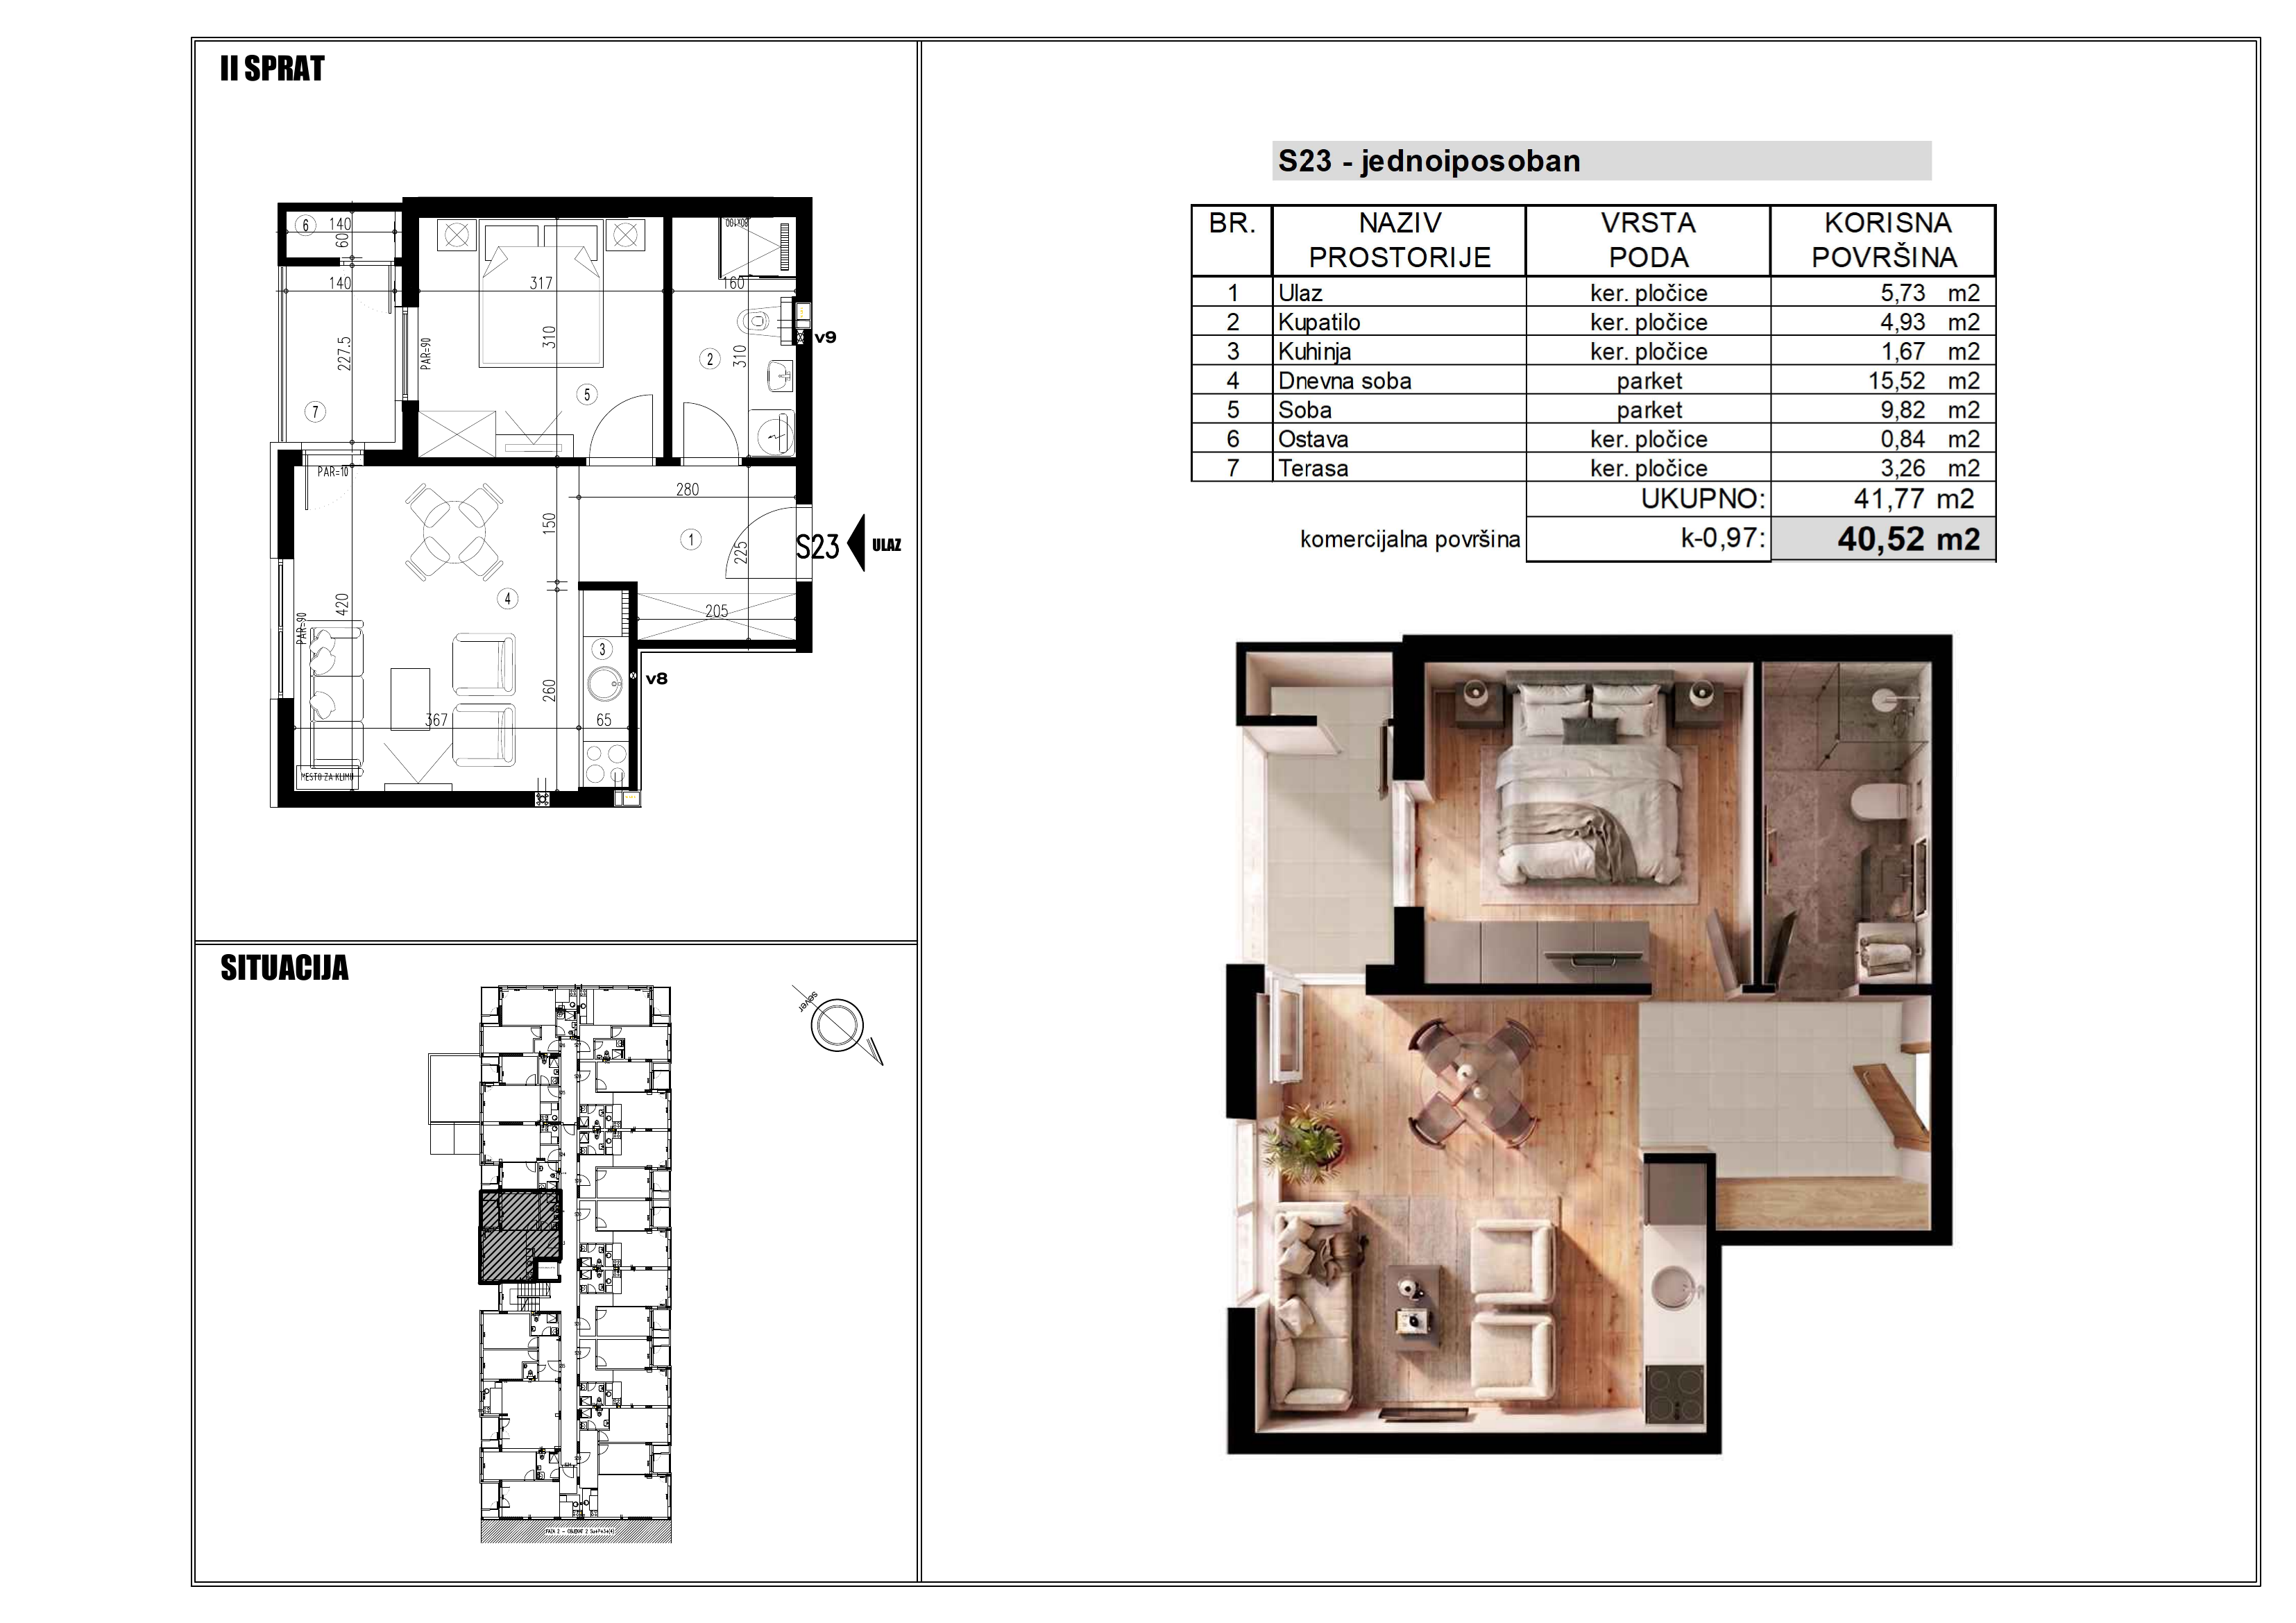 II SPRAT
6
140
60
140
317
BOX+100
160
227.5
PAR=90
310
310
2
v9
5
7
PAR=10
280
150
1
225
S23
ULAZ
4
420
205
PAR=90
3
v8
260
367
65
MESTO ZA KLIMU
SITUACIJA
sever
S23 - jednoiposoban
BR. NAZIV PROSTORIJE VRSTA PODA KORISNA POVRŠINA
1 Ulaz ker. pločice 5,73 m2
2 Kupatilo ker. pločice 4,93 m2
3 Kuhinja ker. pločice 1,67 m2
4 Dnevna soba parket 15,52 m2
5 Soba parket 9,82 m2
6 Ostava ker. pločice 0,84 m2
7 Terasa ker. pločice 3,26 m2
UKUPNO: 41,77 m2
komercijalna površina k-0,97: 40,52 m2